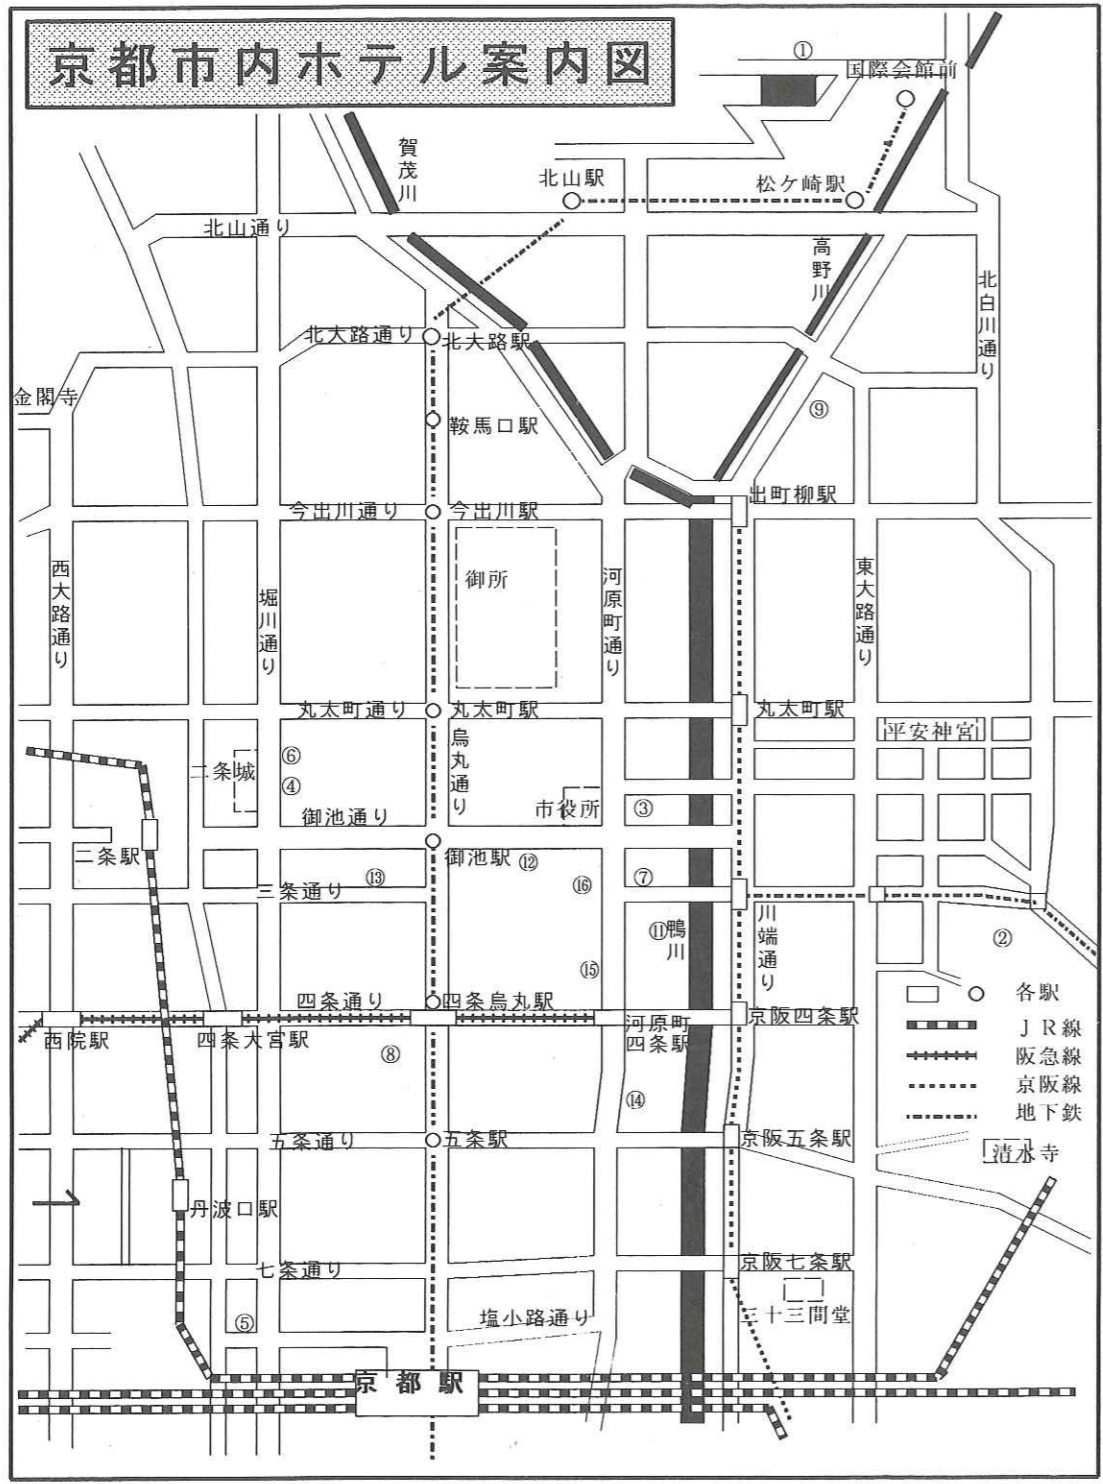 京都市内ホテル案内図
①
国際会館前
賀茂川
北山駅
松ケ崎駅
北山通り
高野川
北白川通り
北大路通り
北大路駅
金閣寺
⑨
鞍馬口駅
出町柳駅
今出川通り
今出川駅
西大路通り
堀川通り
御所
河原町通り
東大路通り
丸太町通り
丸太町駅
丸太町駅
烏丸通り
平安神宮
⑥
二条城
④
御池通り
市役所
③
二条駅
御池駅
⑫
⑬
三条通り
⑯
⑦
川端通り
⑪
鴨川
②
⑮
四条通り
四条烏丸駅
河原町
四条駅
京阪四条駅
各駅
JR線
阪急線
京阪線
地下鉄
西院駅
四条大宮駅
⑧
⑭
五条通り
五条駅
京阪五条駅
清水寺
丹波口駅
七条通り
京阪七条駅
⑤
塩小路通り
三十三間堂
京都駅